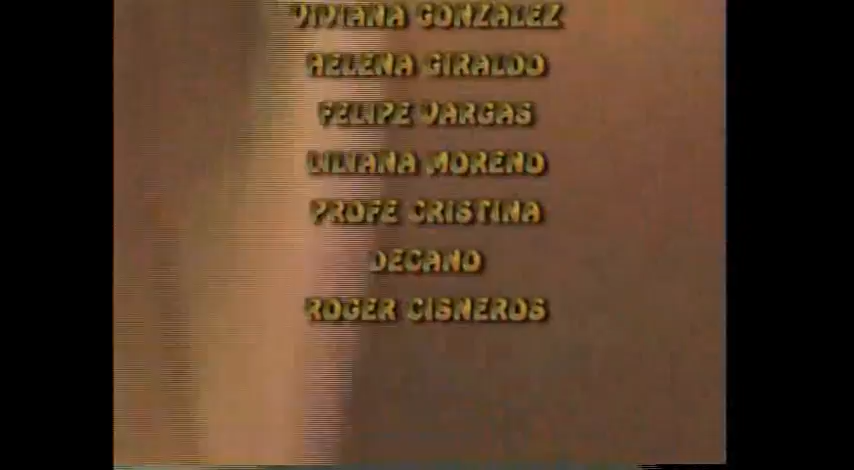 VIVIANA GONZALEZ
HELENA GIRALDO
FELIPE VARGAS
LILIANA MORENO
PROFE CRISTINA
DECANO
ROGER CISNEROS